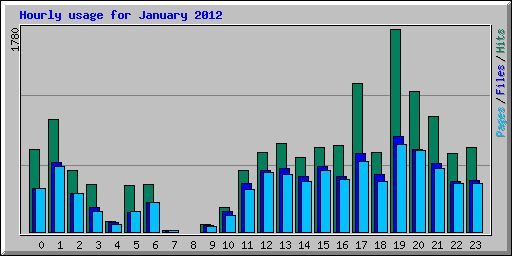 Hourly usage for January 2012
1780
Pages/Files/Hits
0 1 2 3 4 5 6 7 8 9 10 11 12 13 14 15 16 17 18 19 20 21 22 23